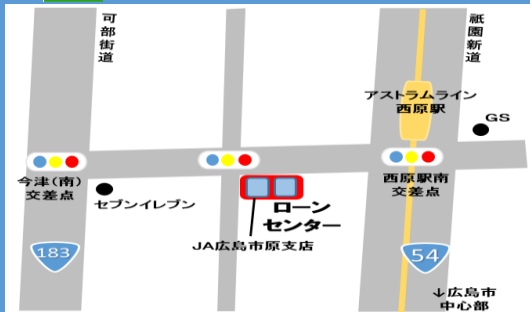 可部街道
祇園新道
アストラムライン
西原駅
GS
今津(南)
交差点
西原駅南
交差点
セブンイレブン
ローン
センター
JA広島市原支店
183
54
↓広島市
中心部